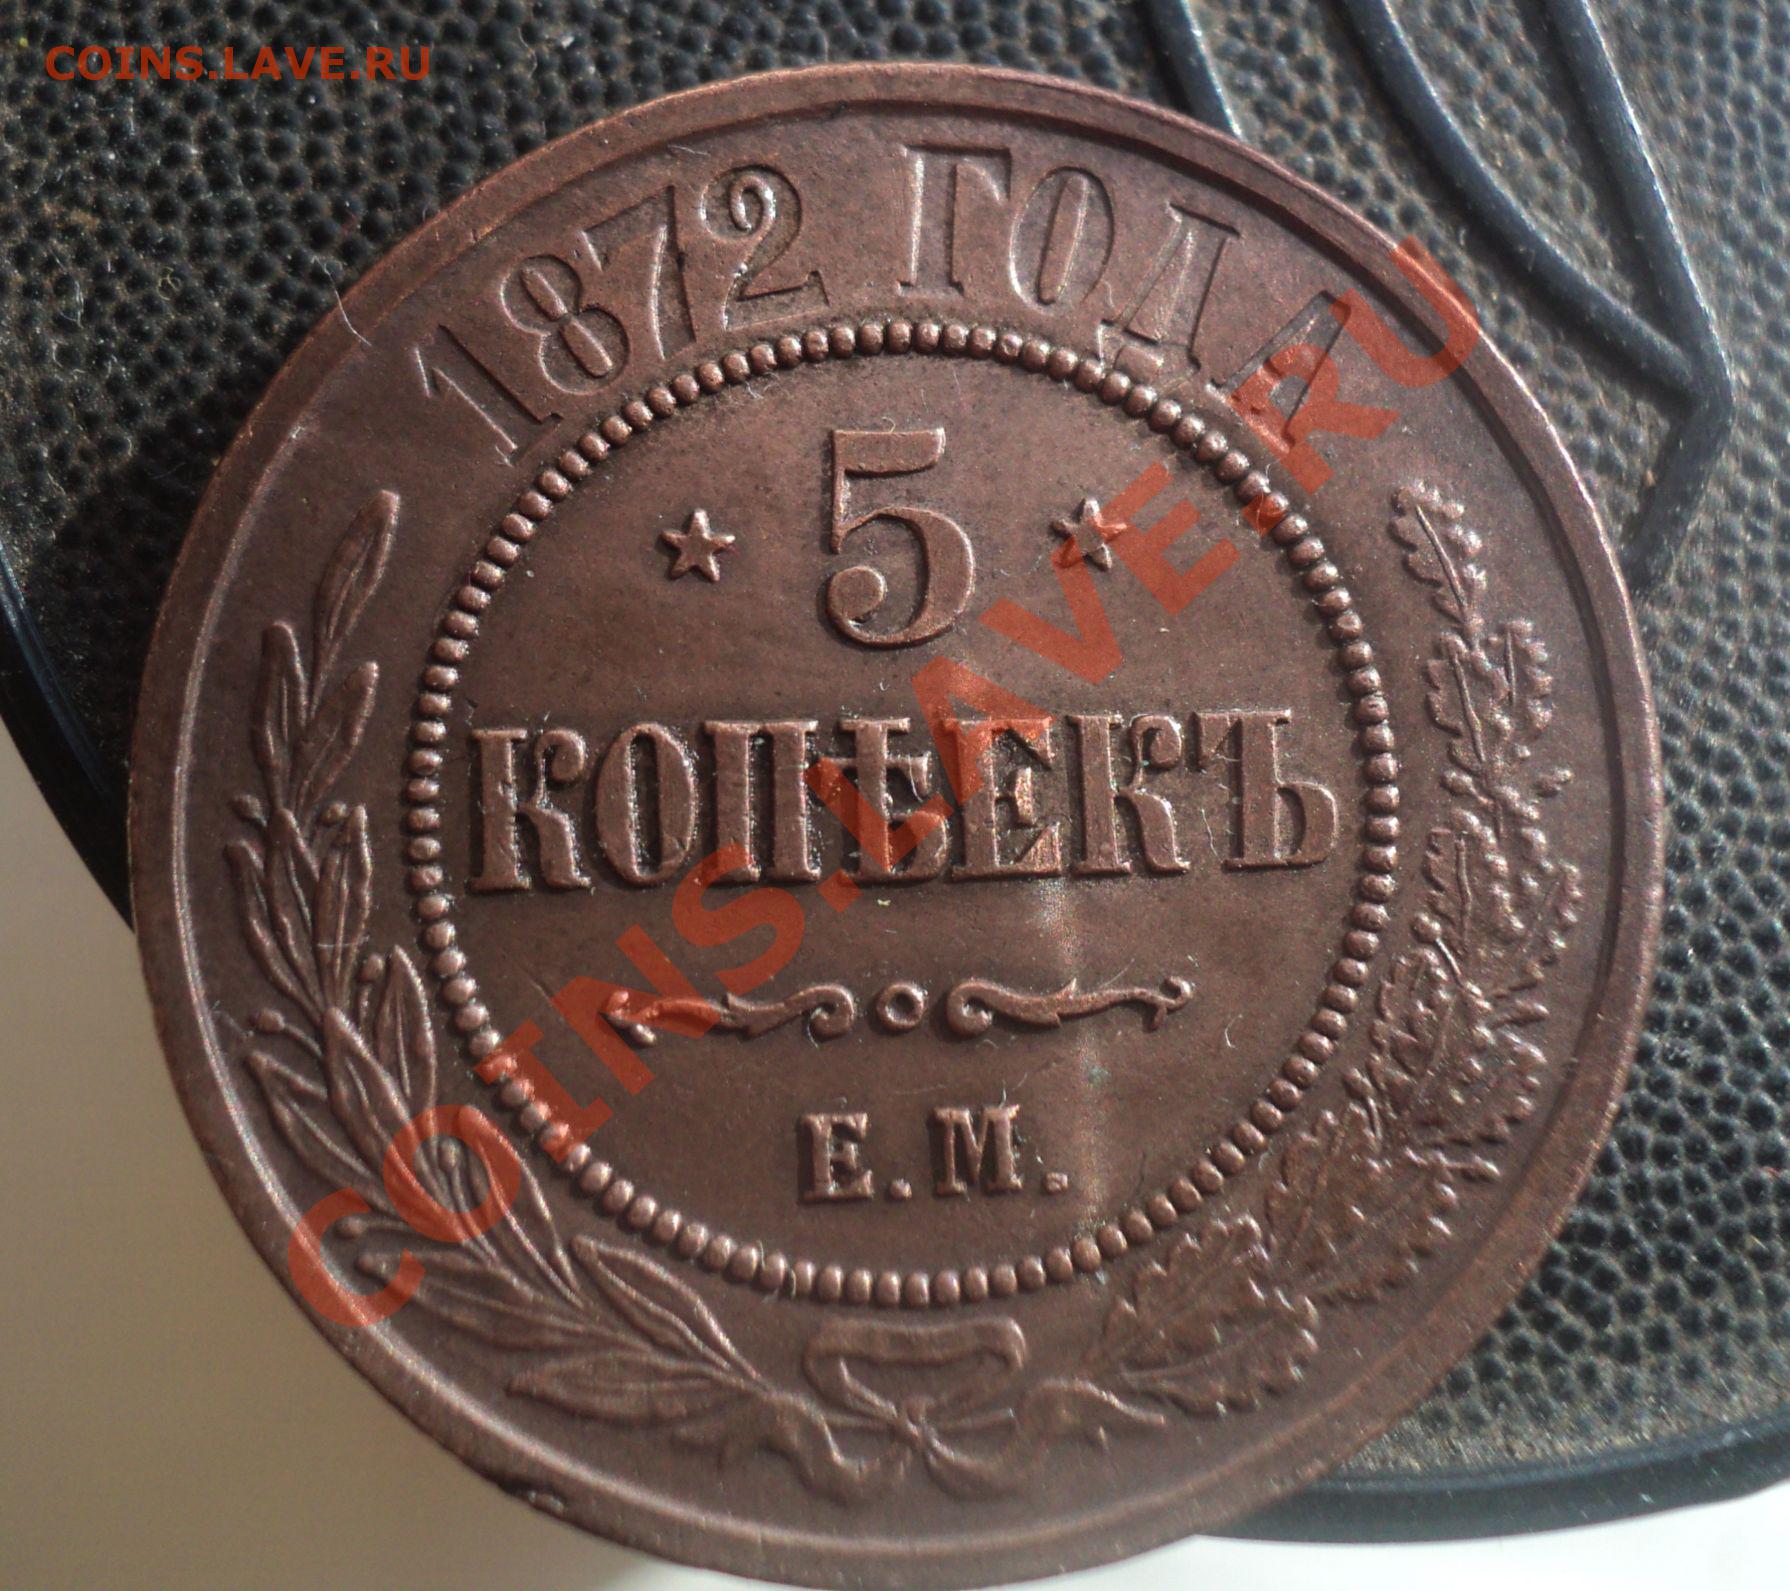 COINS.LAVE.RU
1872 ГОДА
5
КОПѢЕКЪ
Е.М.
COINS.LAVE.RU